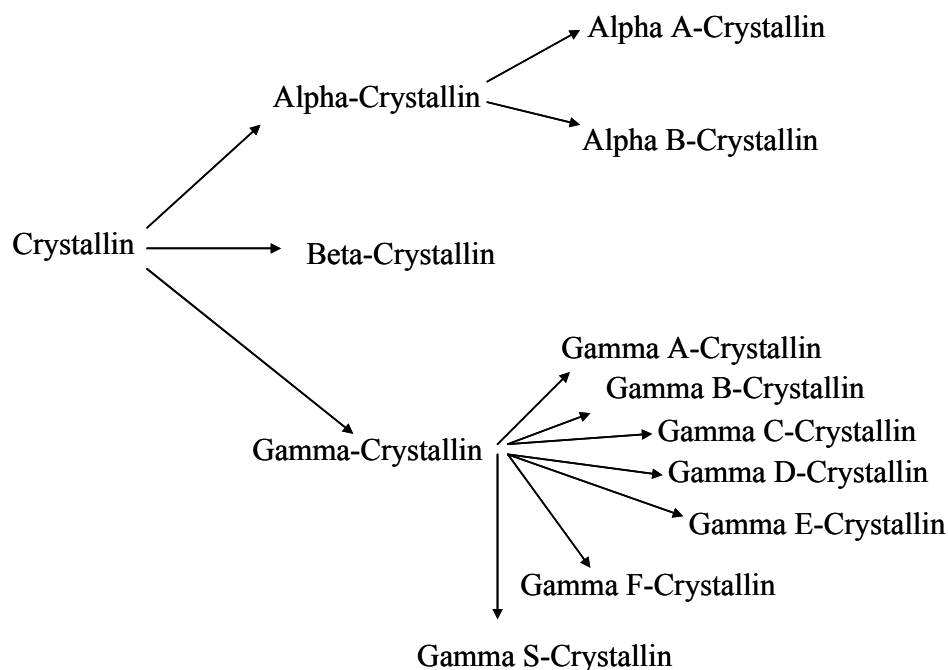 Alpha A-Crystallin
Alpha-Crystallin
Alpha B-Crystallin
Crystallin
Beta-Crystallin
Gamma A-Crystallin
Gamma B-Crystallin
Gamma C-Crystallin
Gamma-Crystallin
Gamma D-Crystallin
Gamma E-Crystallin
Gamma F-Crystallin
Gamma S-Crystallin